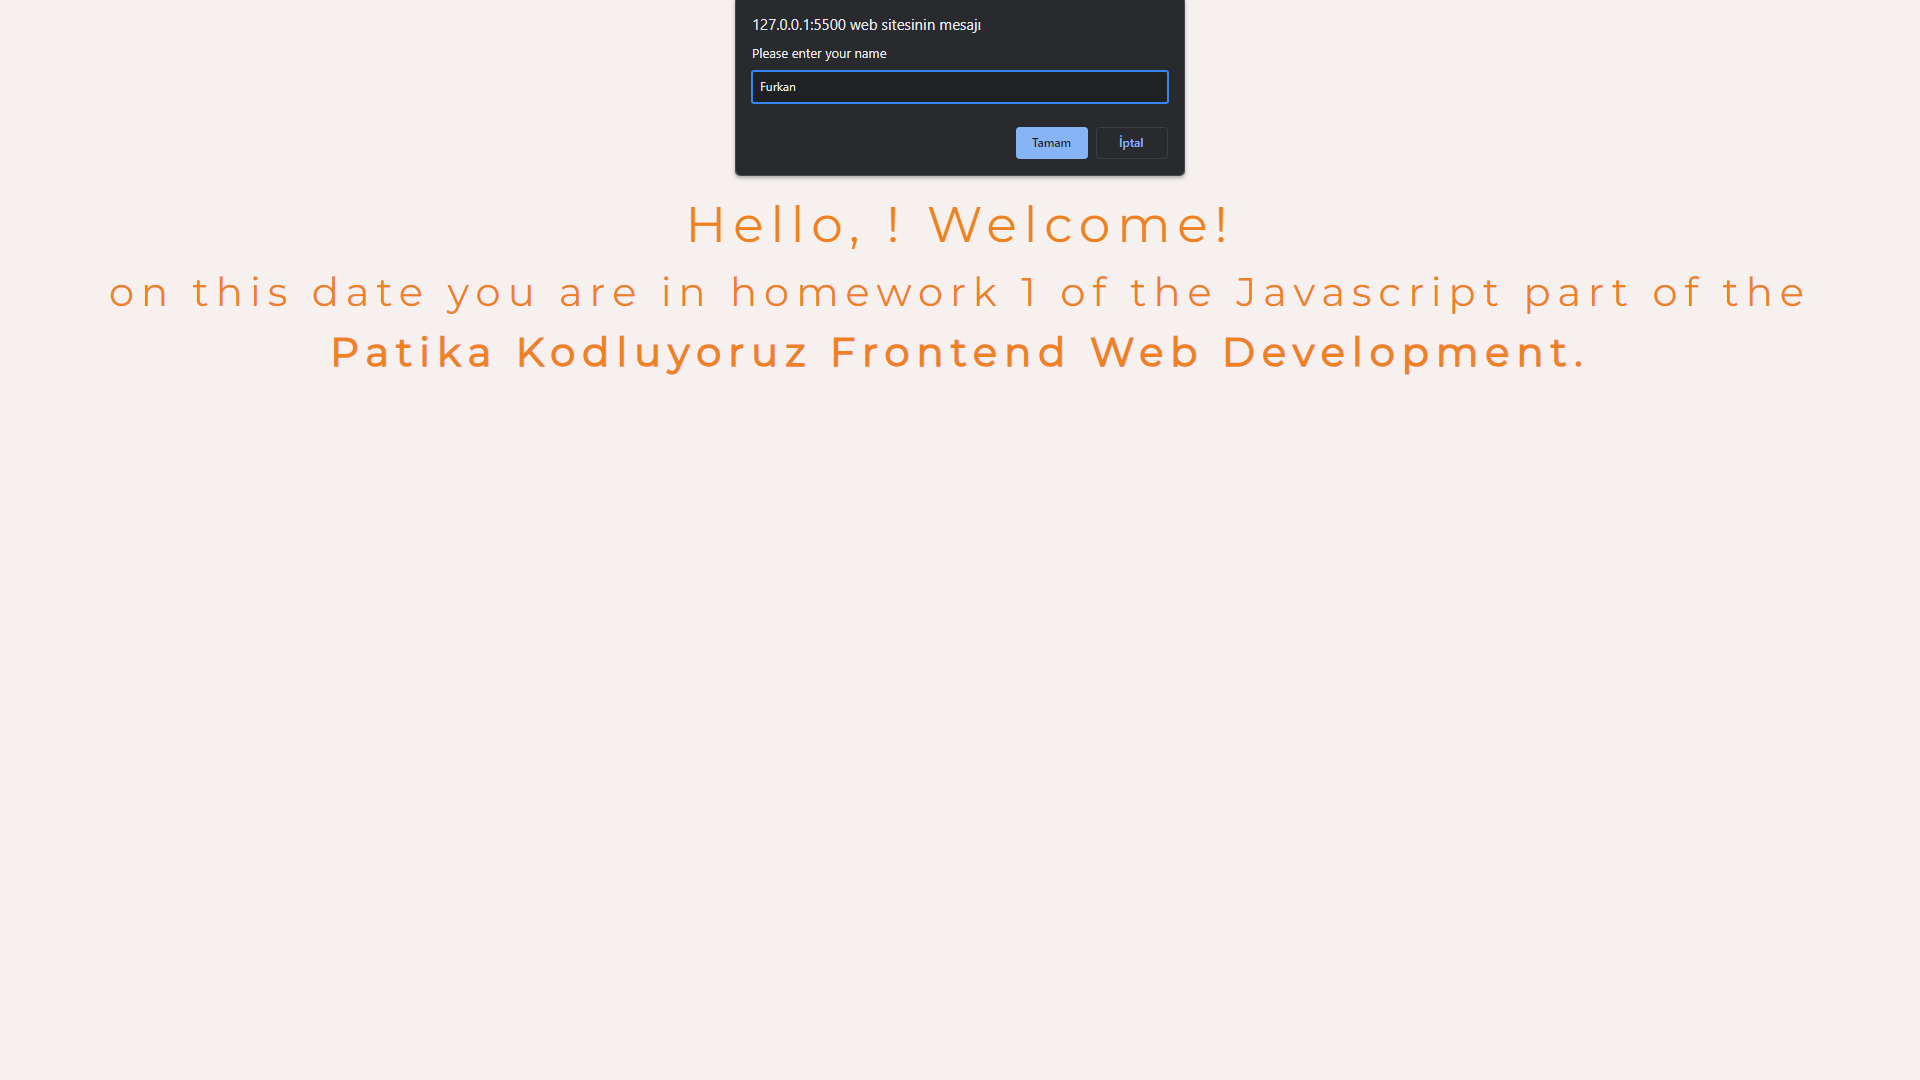 127.0.0.1:5500 web sitesinin mesajı
Please enter your name
Furkan
Tamam İptal
Hello, ! Welcome!
on this date you are in homework 1 of the Javascript part of the
Patika Kodluyoruz Frontend Web Development.